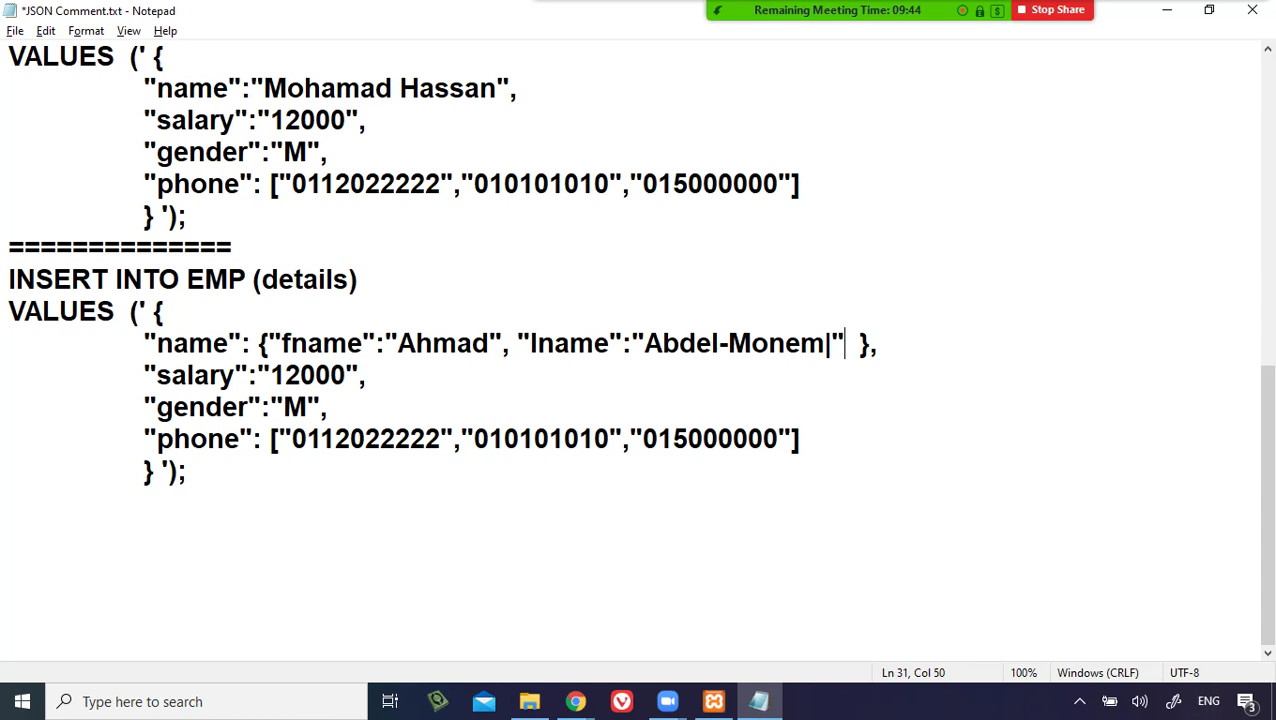 *JSON Comment.txt - Notepad
Remaining Meeting Time: 09:44
Stop Share
File Edit Format View Help
VALUES (' {
"name":"Mohamad Hassan",
"salary":"12000",
"gender":"M",
"phone": ["0112022222","010101010","015000000"]
} ');
==============
INSERT INTO EMP (details)
VALUES (' {
"name": {"fname":"Ahmad", "lname":"Abdel-Monem|" },
"salary":"12000",
"gender":"M",
"phone": ["0112022222","010101010","015000000"]
} ');
Ln 31, Col 50
100%
Windows (CRLF)
UTF-8
Type here to search
ENG
3